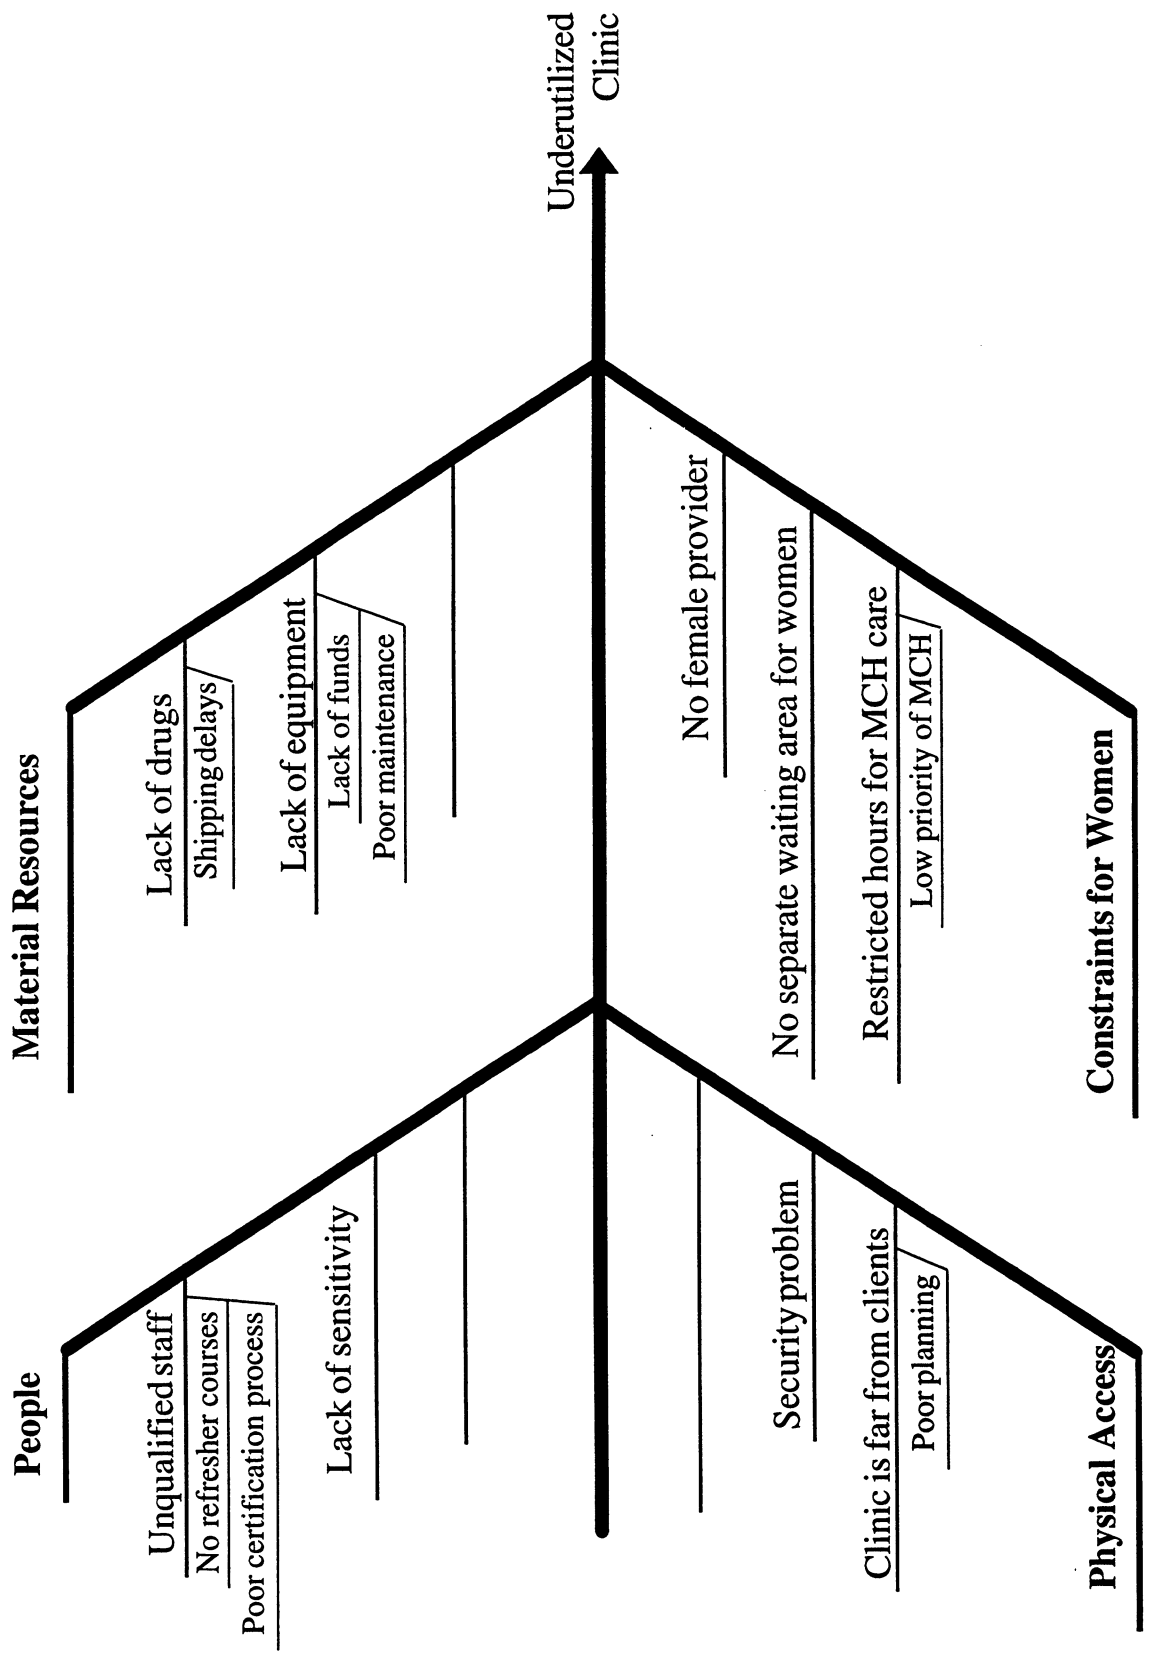 People
Unqualified staff
No refresher courses
Poor certification process
Lack of sensitivity
Material Resources
Lack of drugs
Shipping delays
Lack of equipment
Lack of funds
Poor maintenance
Underutilized
Clinic
Security problem
Clinic is far from clients
Poor planning
Physical Access
No female provider
No separate waiting area for women
Restricted hours for MCH care
Low priority of MCH
Constraints for Women